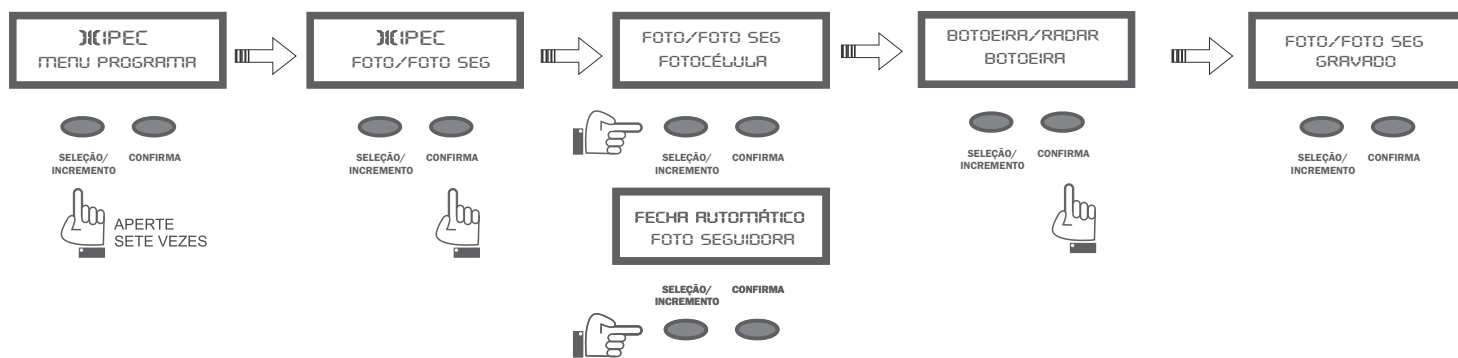 IPEC
MENU PROGRAMA
SELEÇÃO/
INCREMENTO
CONFIRMA
APERTE
SETE VEZES
IPEC
FOTO/FOTO SEG
SELEÇÃO/
INCREMENTO
CONFIRMA
FOTO/FOTO SEG
FOTOCÉLULA
SELEÇÃO/
INCREMENTO
CONFIRMA
FECHA AUTOMÁTICO
FOTO SEGUIDORA
SELEÇÃO/
INCREMENTO
CONFIRMA
BOTOEIRA/RADAR
BOTOEIRA
SELEÇÃO/
INCREMENTO
CONFIRMA
FOTO/FOTO SEG
GRAVADO
SELEÇÃO/
INCREMENTO
CONFIRMA